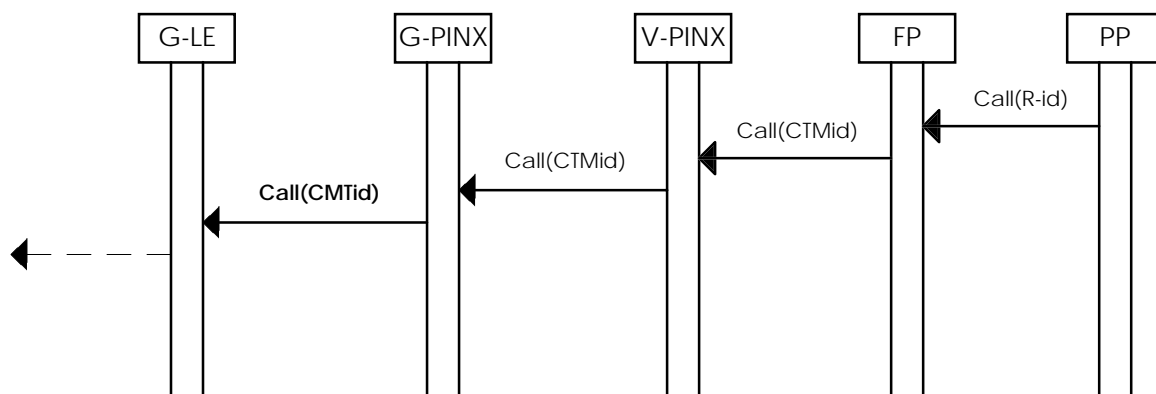 G-LE
G-PINX
V-PINX
FP
PP
Call(R-id)
Call(CTMid)
Call(CTMid)
Call(CMTid)